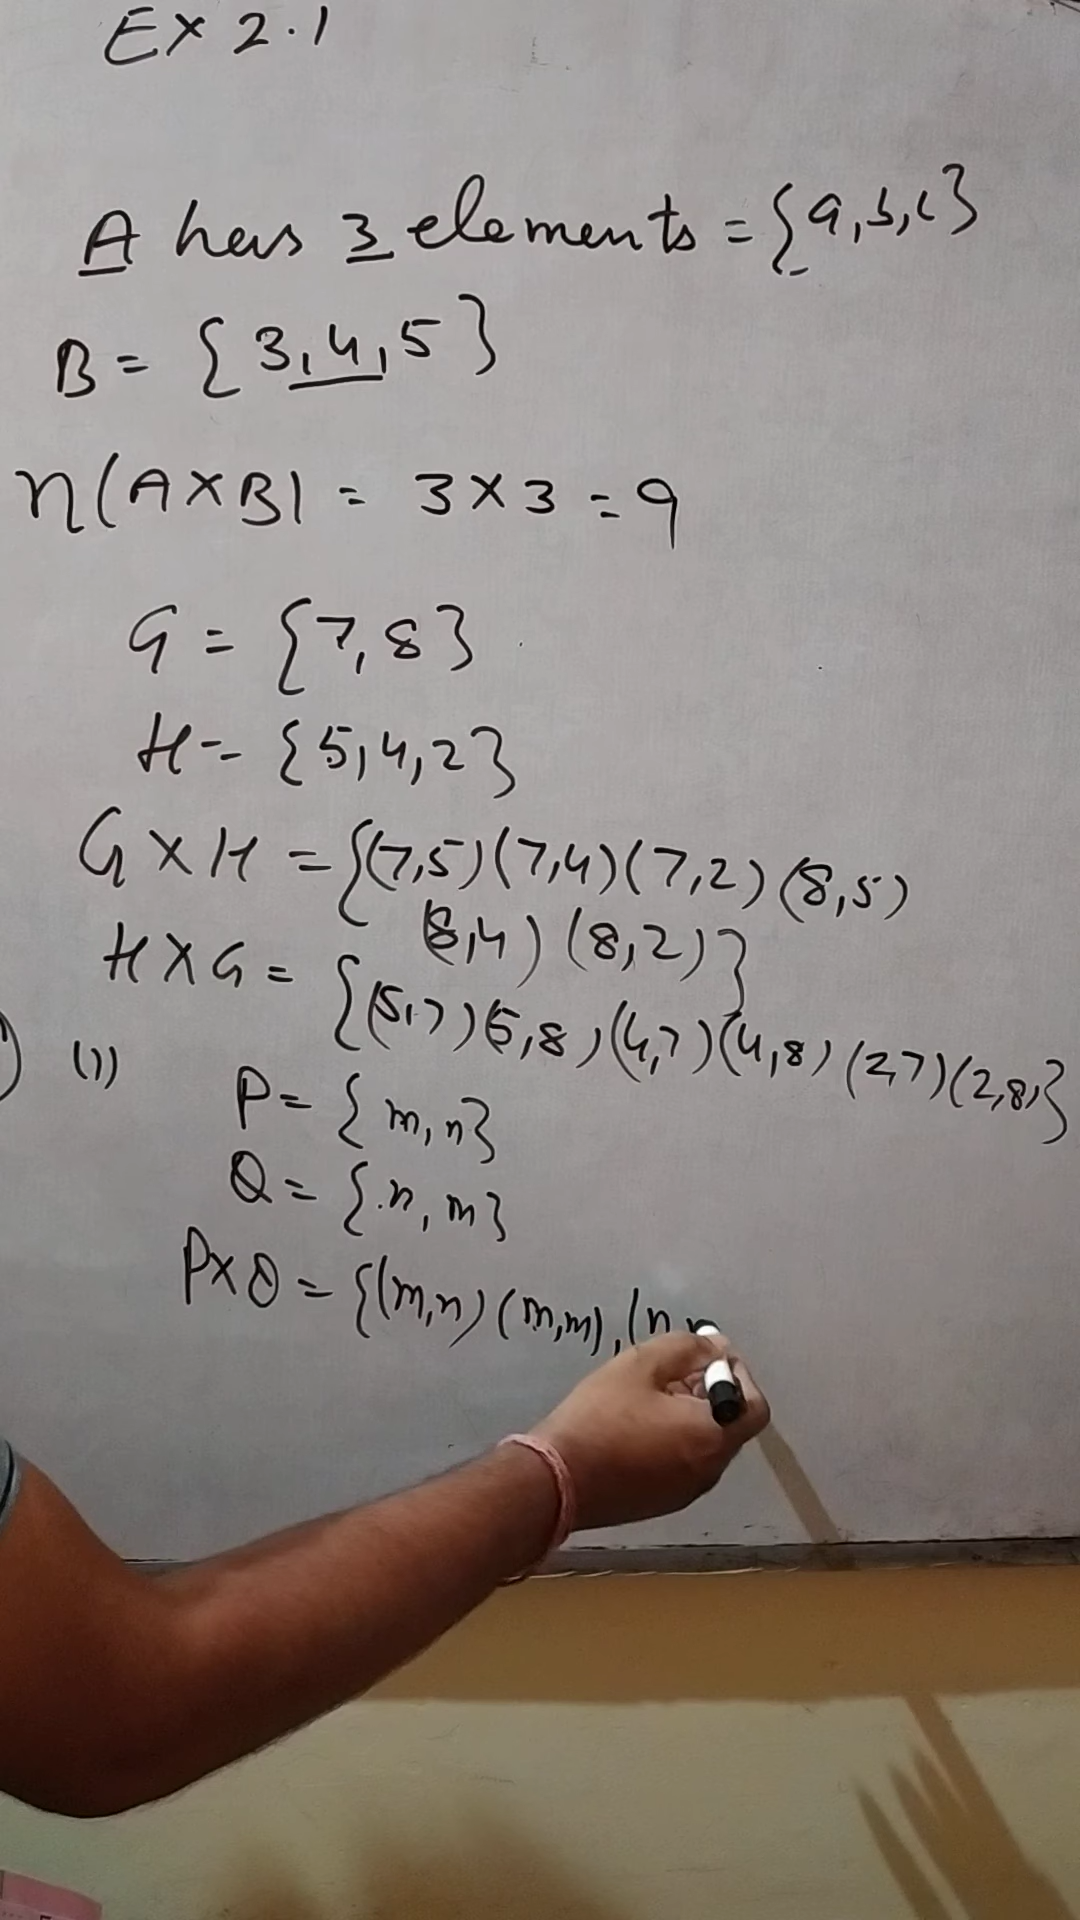 Ex 2.1
A has 3 elements = {a,b,c}
B = {3,4,5}
n(A×B) = 3×3 = 9
G = {7,8}
H = {5,4,2}
G×H = {(7,5)(7,4)(7,2)(8,5)
(8,4) (8,2)}
H×G = {(5,7)(5,8)(4,7)(4,8)(2,7)(2,8)}
(i)
P = {m,n}
Q = {n,m}
P×Q = {(m,n)(m,m),(n,